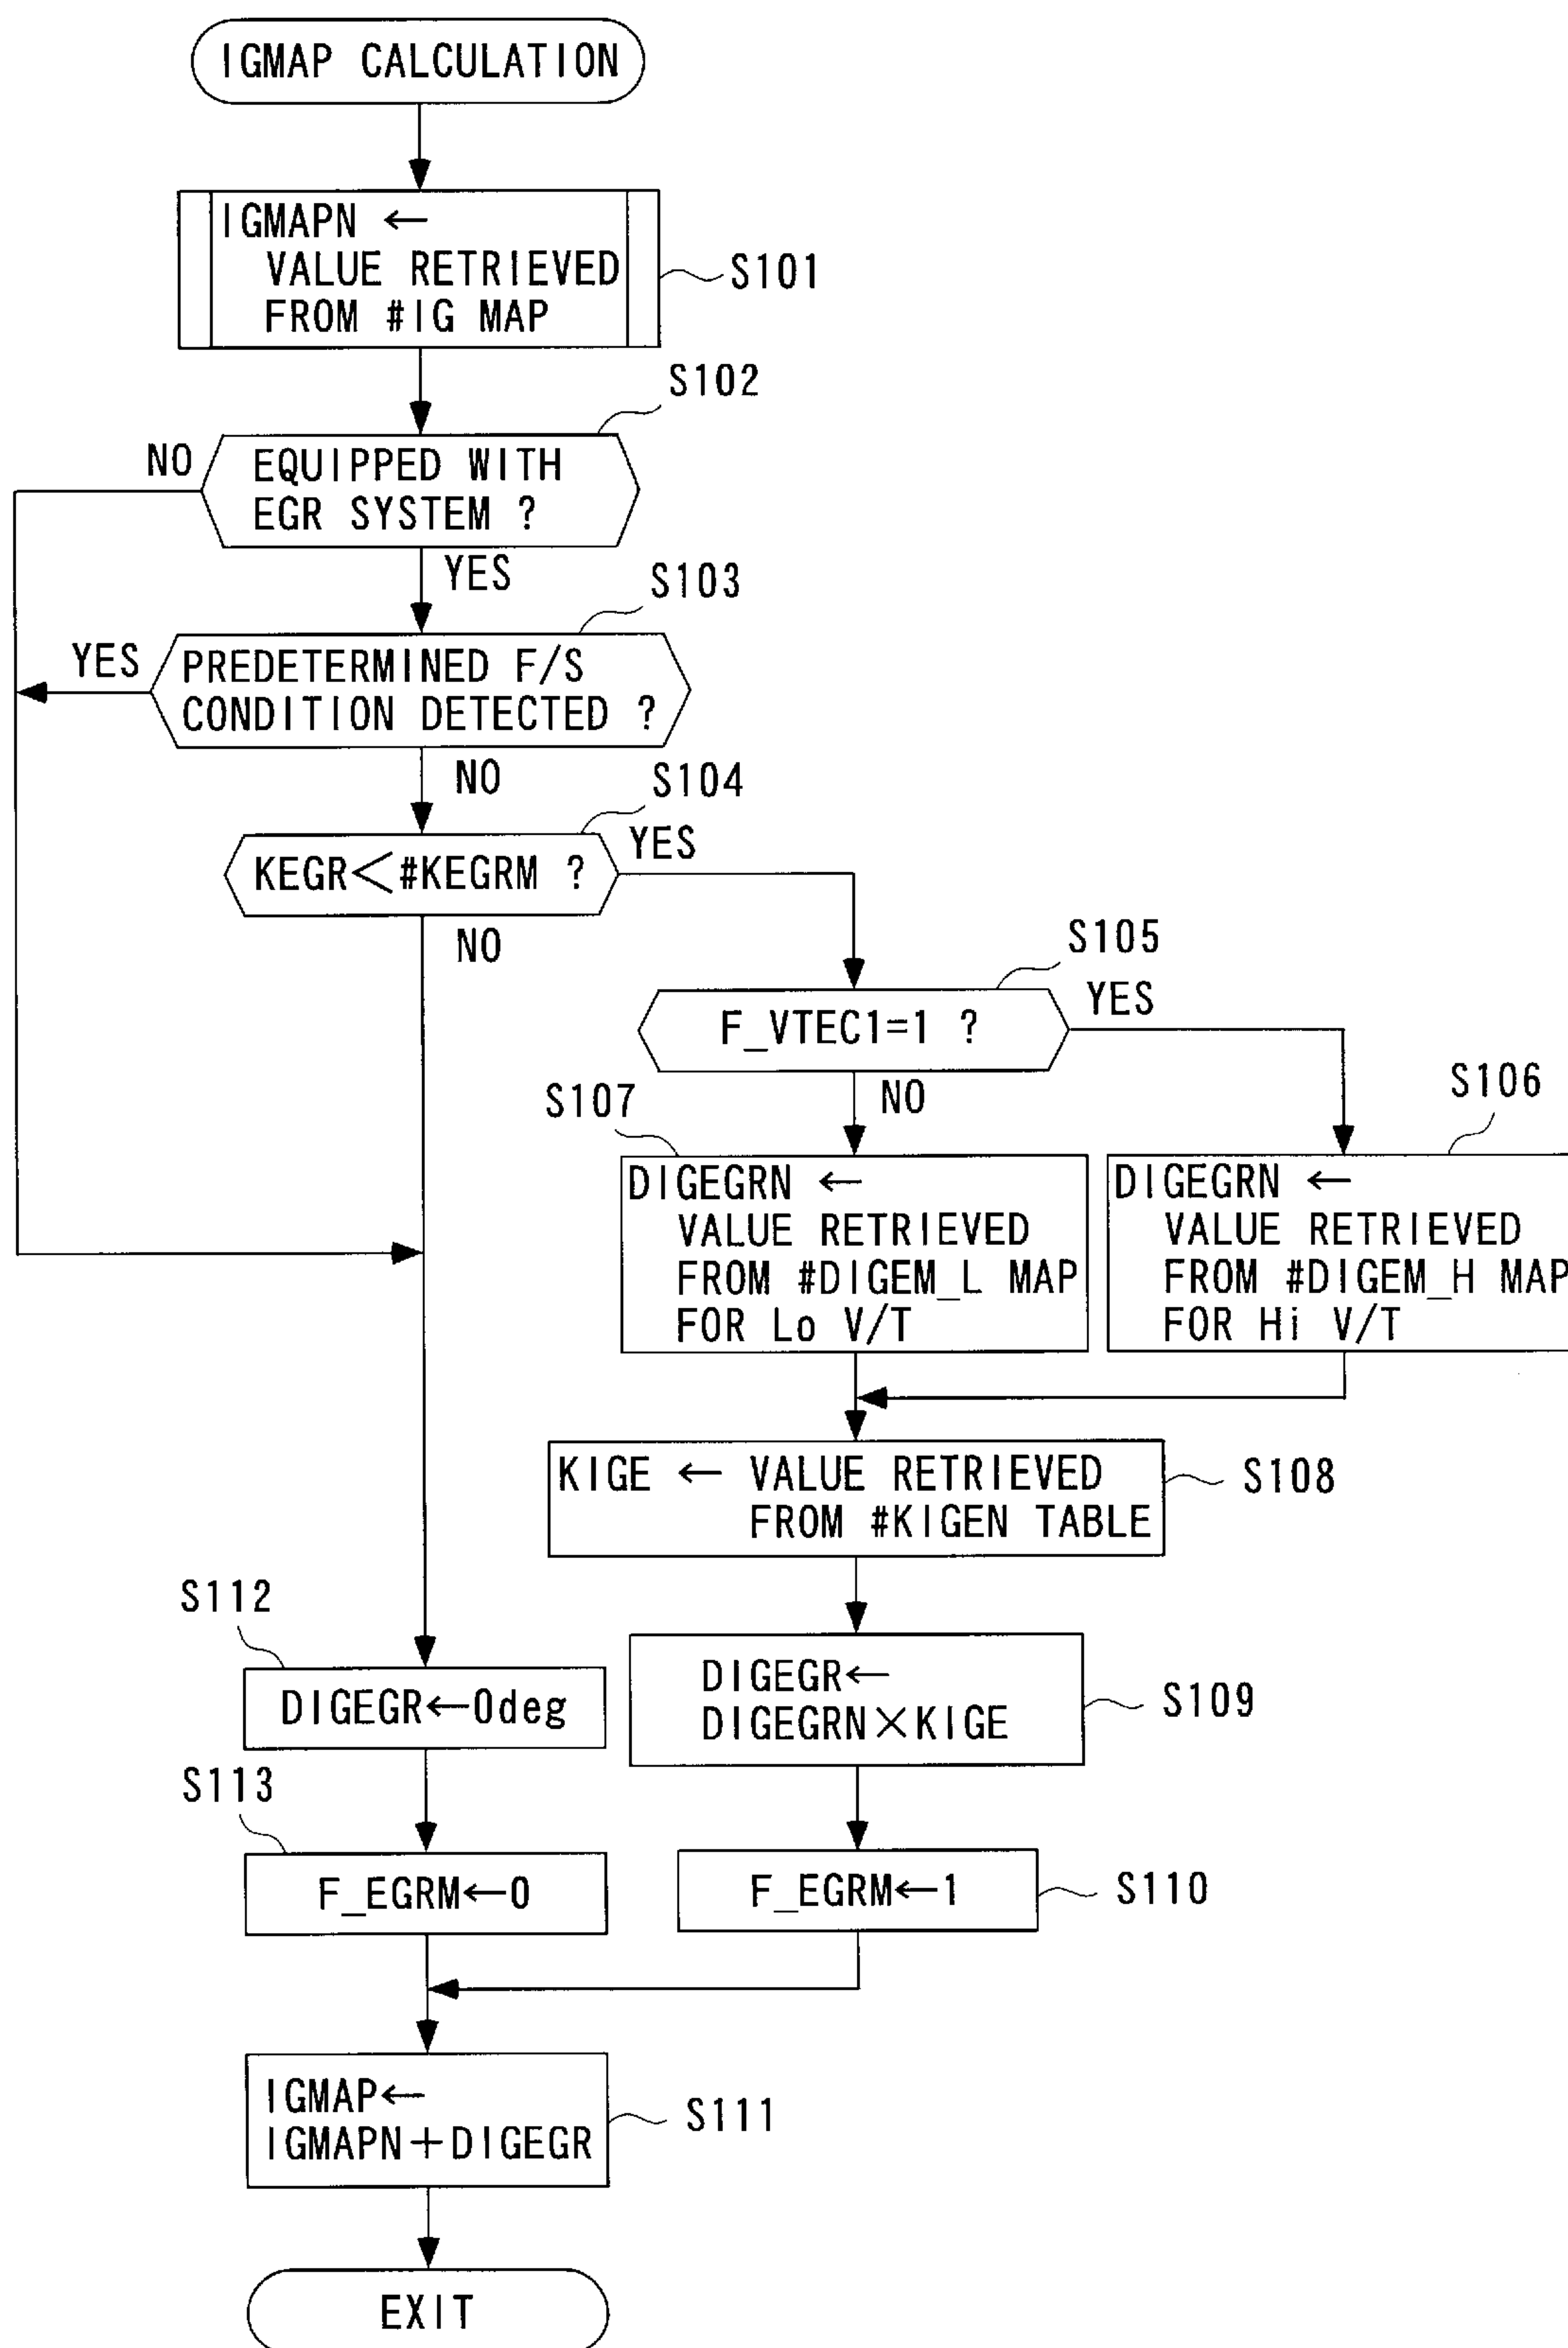 IGMAP CALCULATION
IGMAPN ←
VALUE RETRIEVED
FROM #IG MAP
S101
S102
NO
EQUIPPED WITH
EGR SYSTEM ?
YES
S103
YES
PREDETERMINED F/S
CONDITION DETECTED ?
NO
S104
KEGR<#KEGRM ?
YES
NO
S105
F_VTEC1=1 ?
YES
NO
S107
S106
DIGEGRN ←
VALUE RETRIEVED
FROM #DIGEM_L MAP
FOR Lo V/T
DIGEGRN ←
VALUE RETRIEVED
FROM #DIGEM_H MAP
FOR Hi V/T
KIGE ← VALUE RETRIEVED
FROM #KIGEN TABLE
S108
S112
DIGEGR←0deg
DIGEGR←
DIGEGRN×KIGE
S109
S113
F_EGRM←0
F_EGRM←1
S110
IGMAP←
IGMAPN+DIGEGR
S111
EXIT